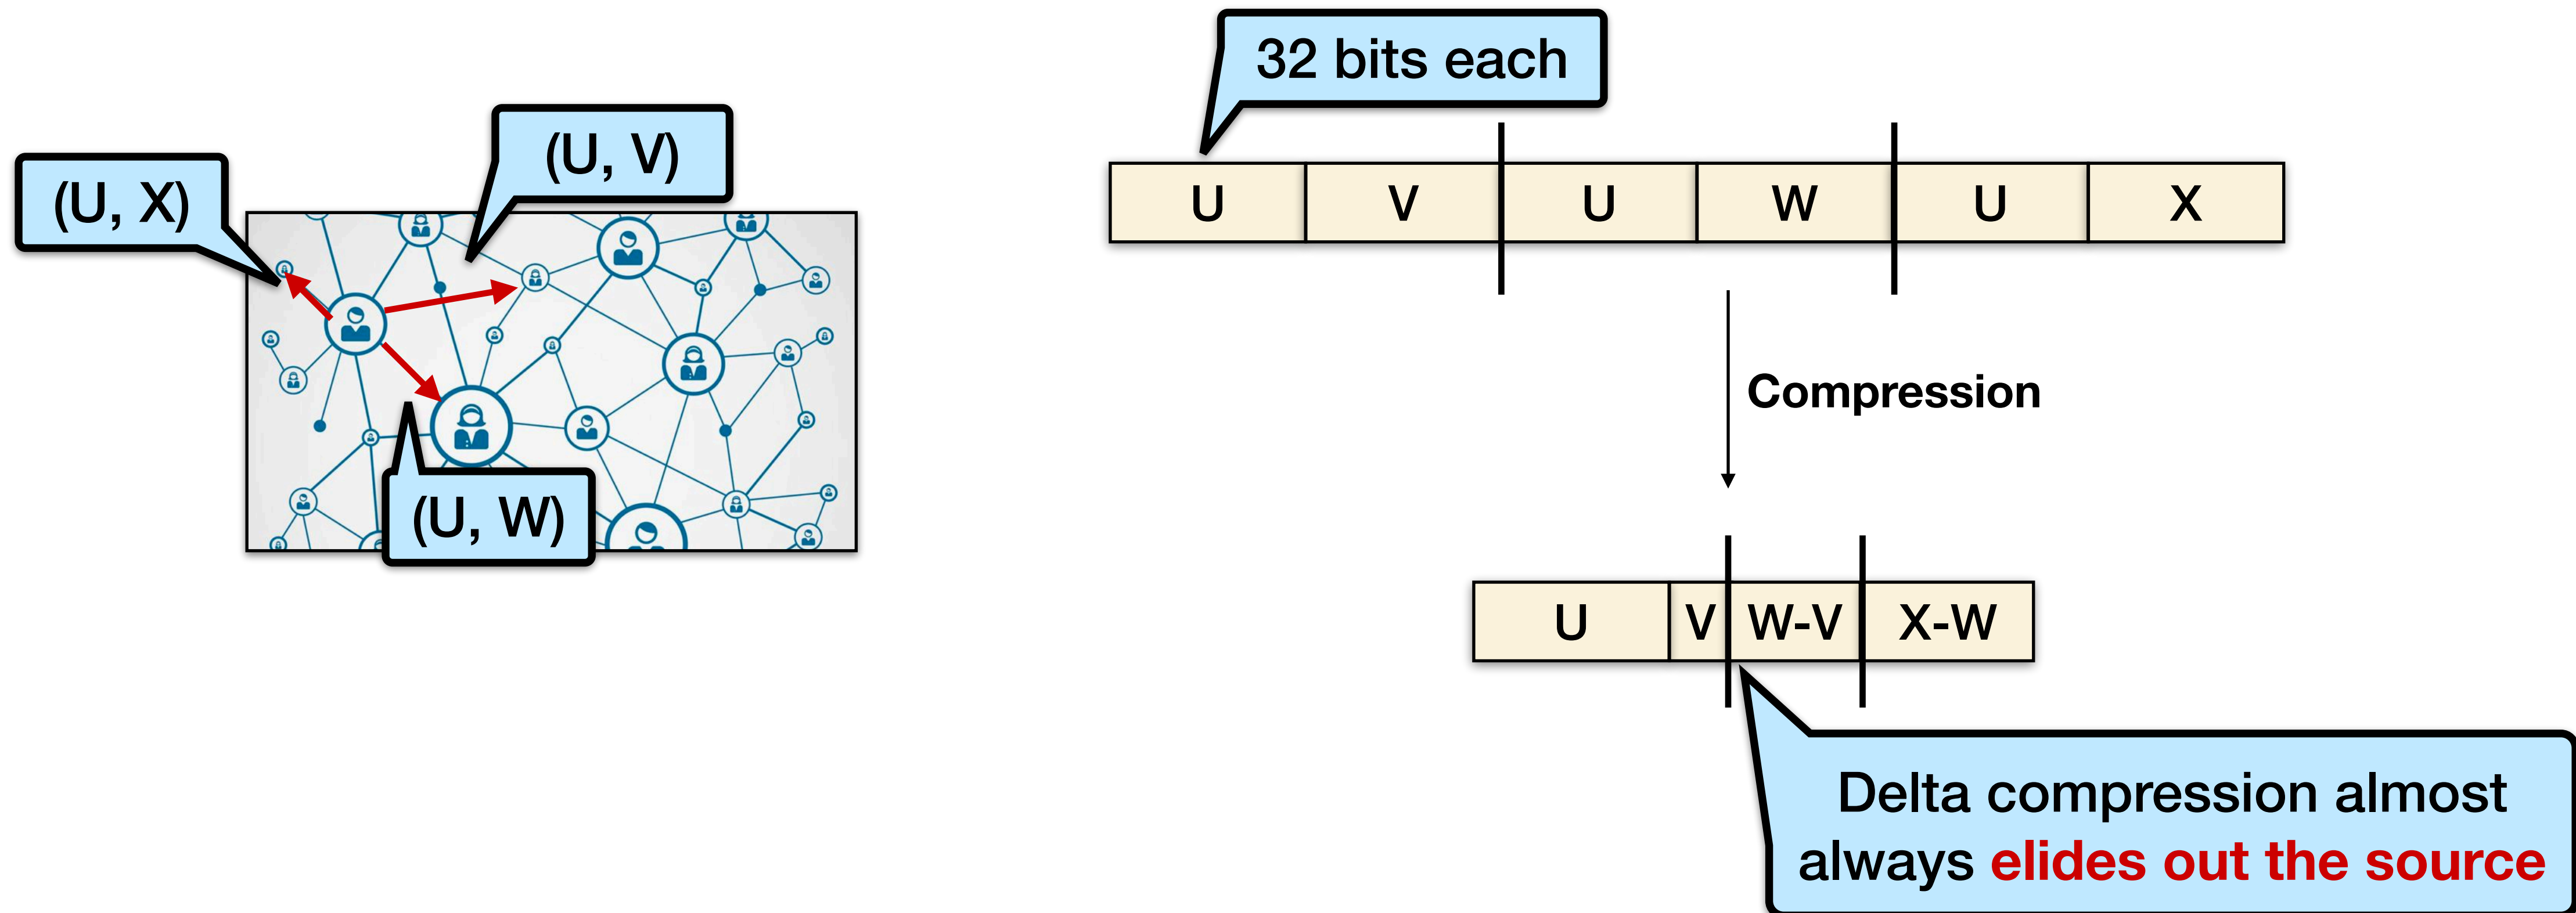 32 bits each
(U, V)
(U, X)
U V U W U X
Compression
(U, W)
U V W-V X-W
Delta compression almost
always elides out the source